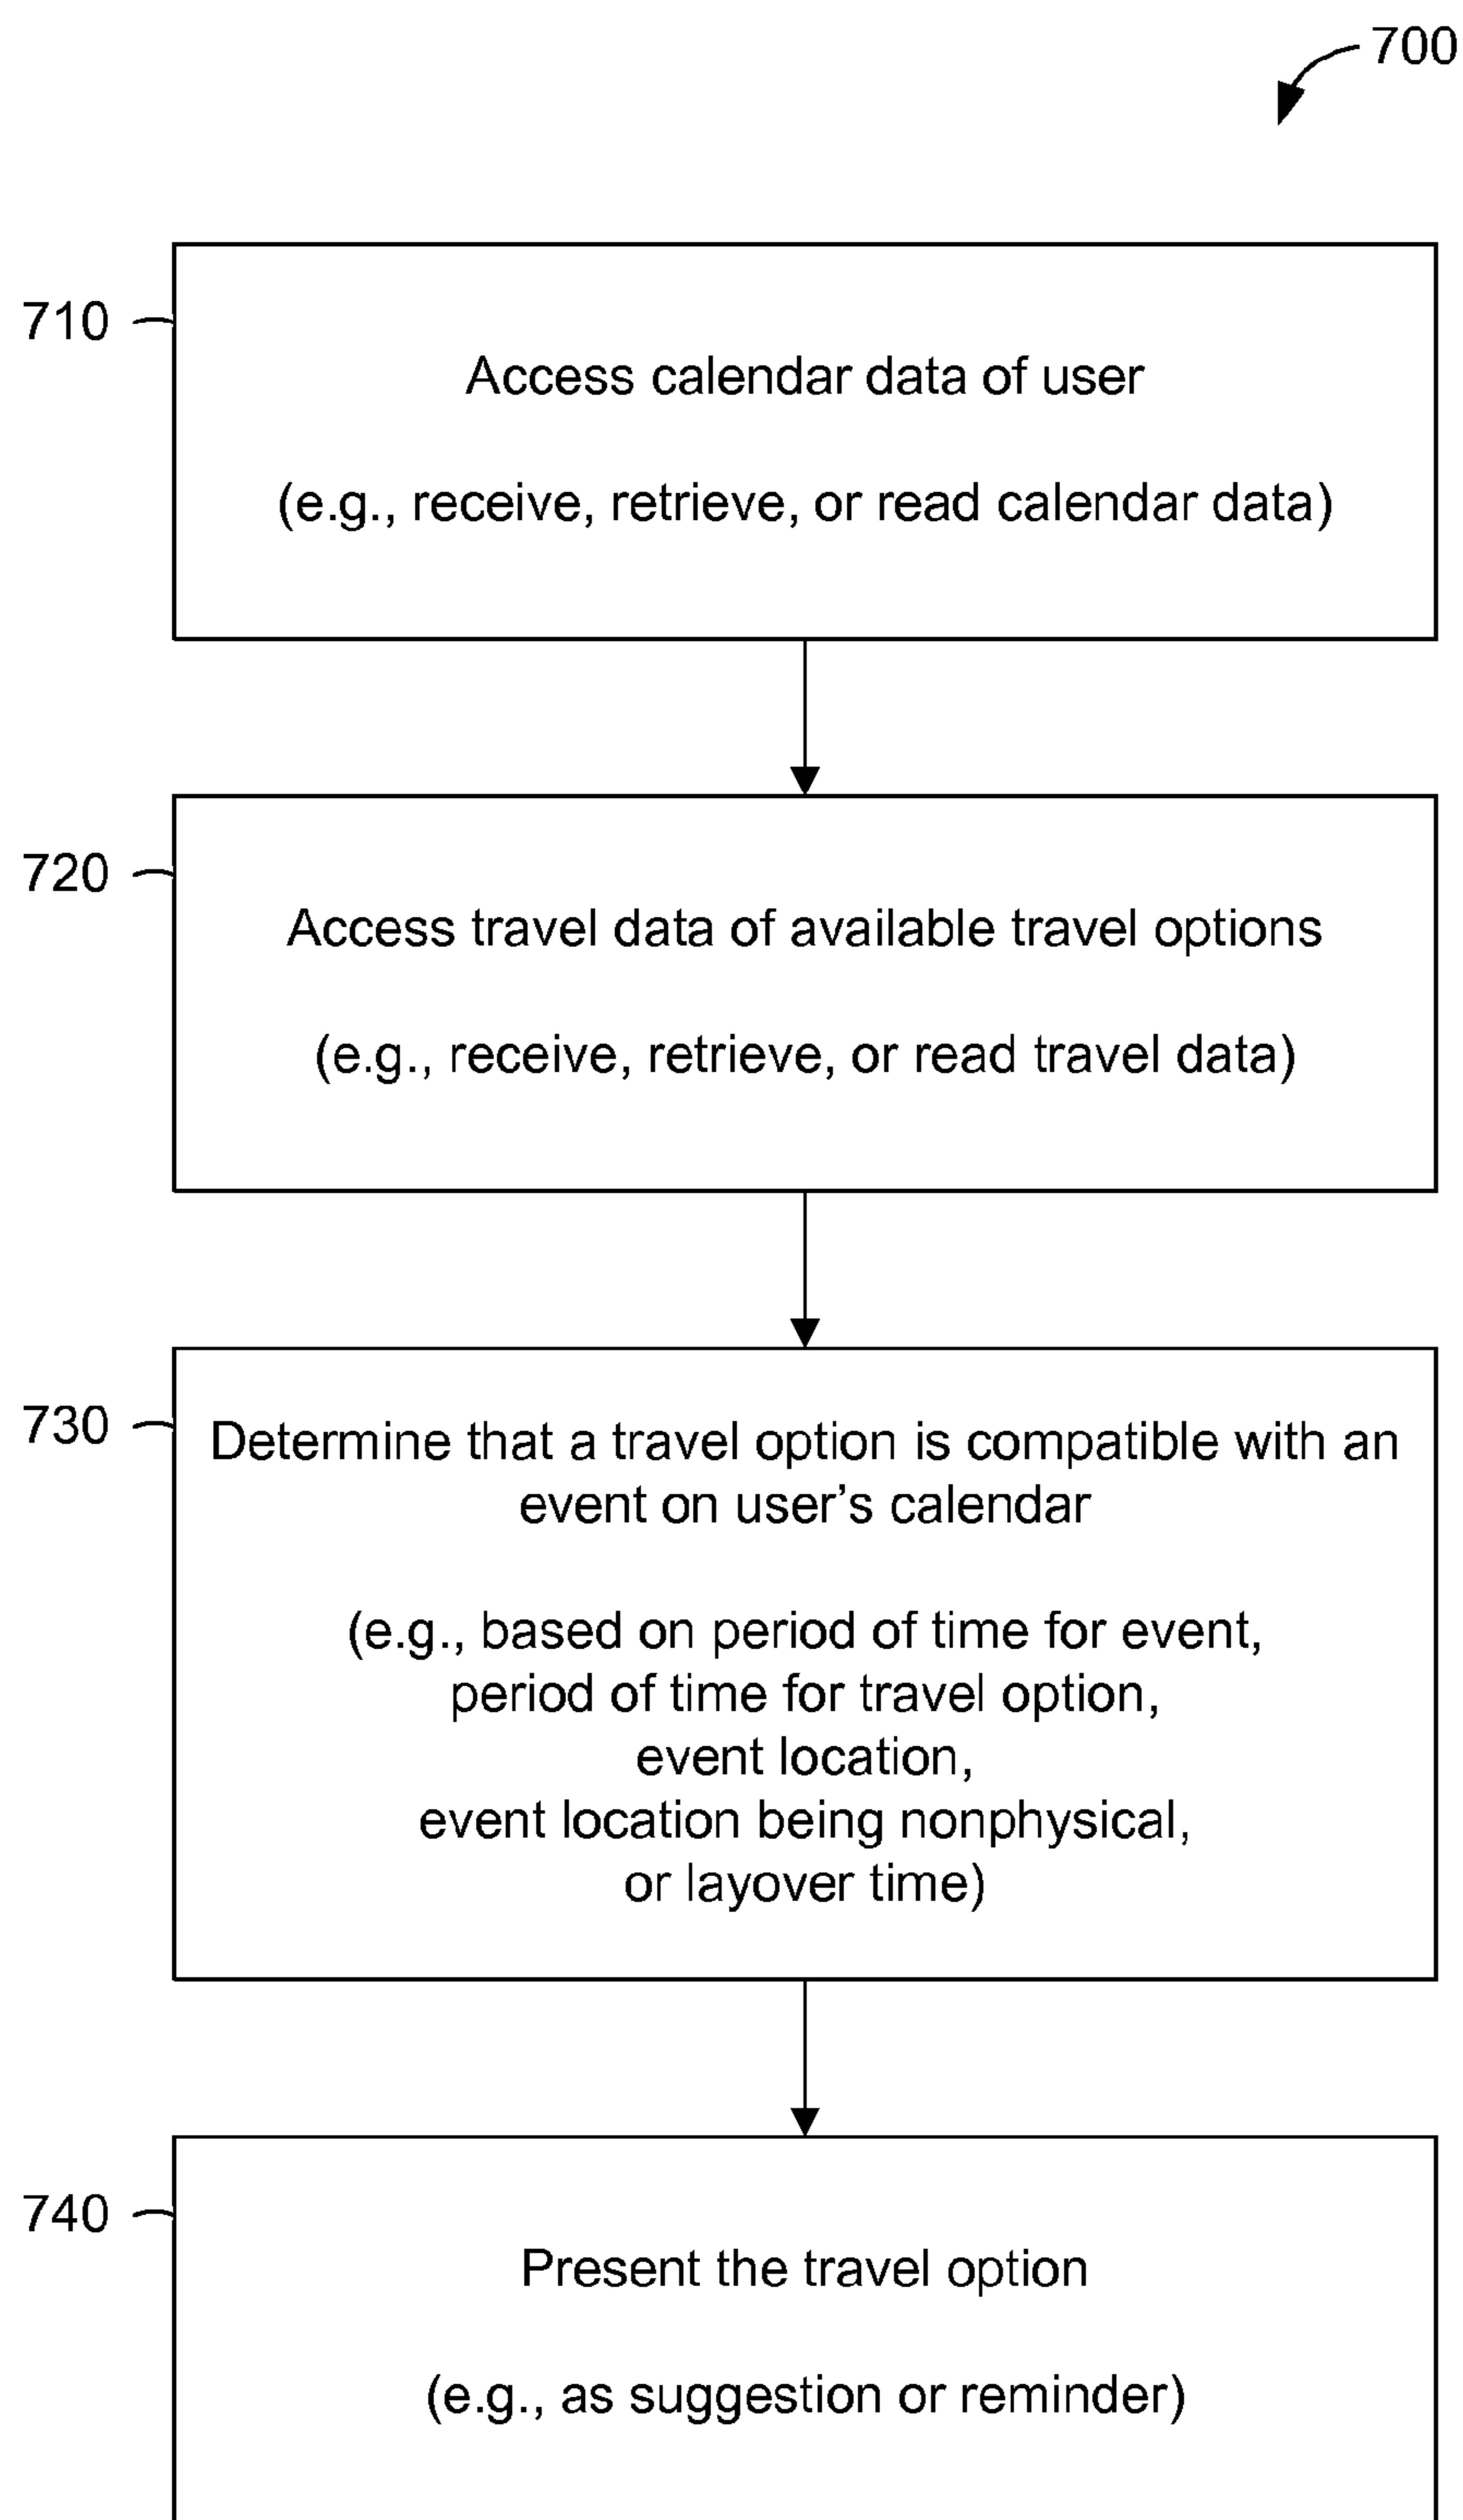 700
710
Access calendar data of user
(e.g., receive, retrieve, or read calendar data)
720
Access travel data of available travel options
(e.g., receive, retrieve, or read travel data)
730
Determine that a travel option is compatible with an
event on user’s calendar
(e.g., based on period of time for event,
period of time for travel option,
event location,
event location being nonphysical,
or layover time)
740
Present the travel option
(e.g., as suggestion or reminder)